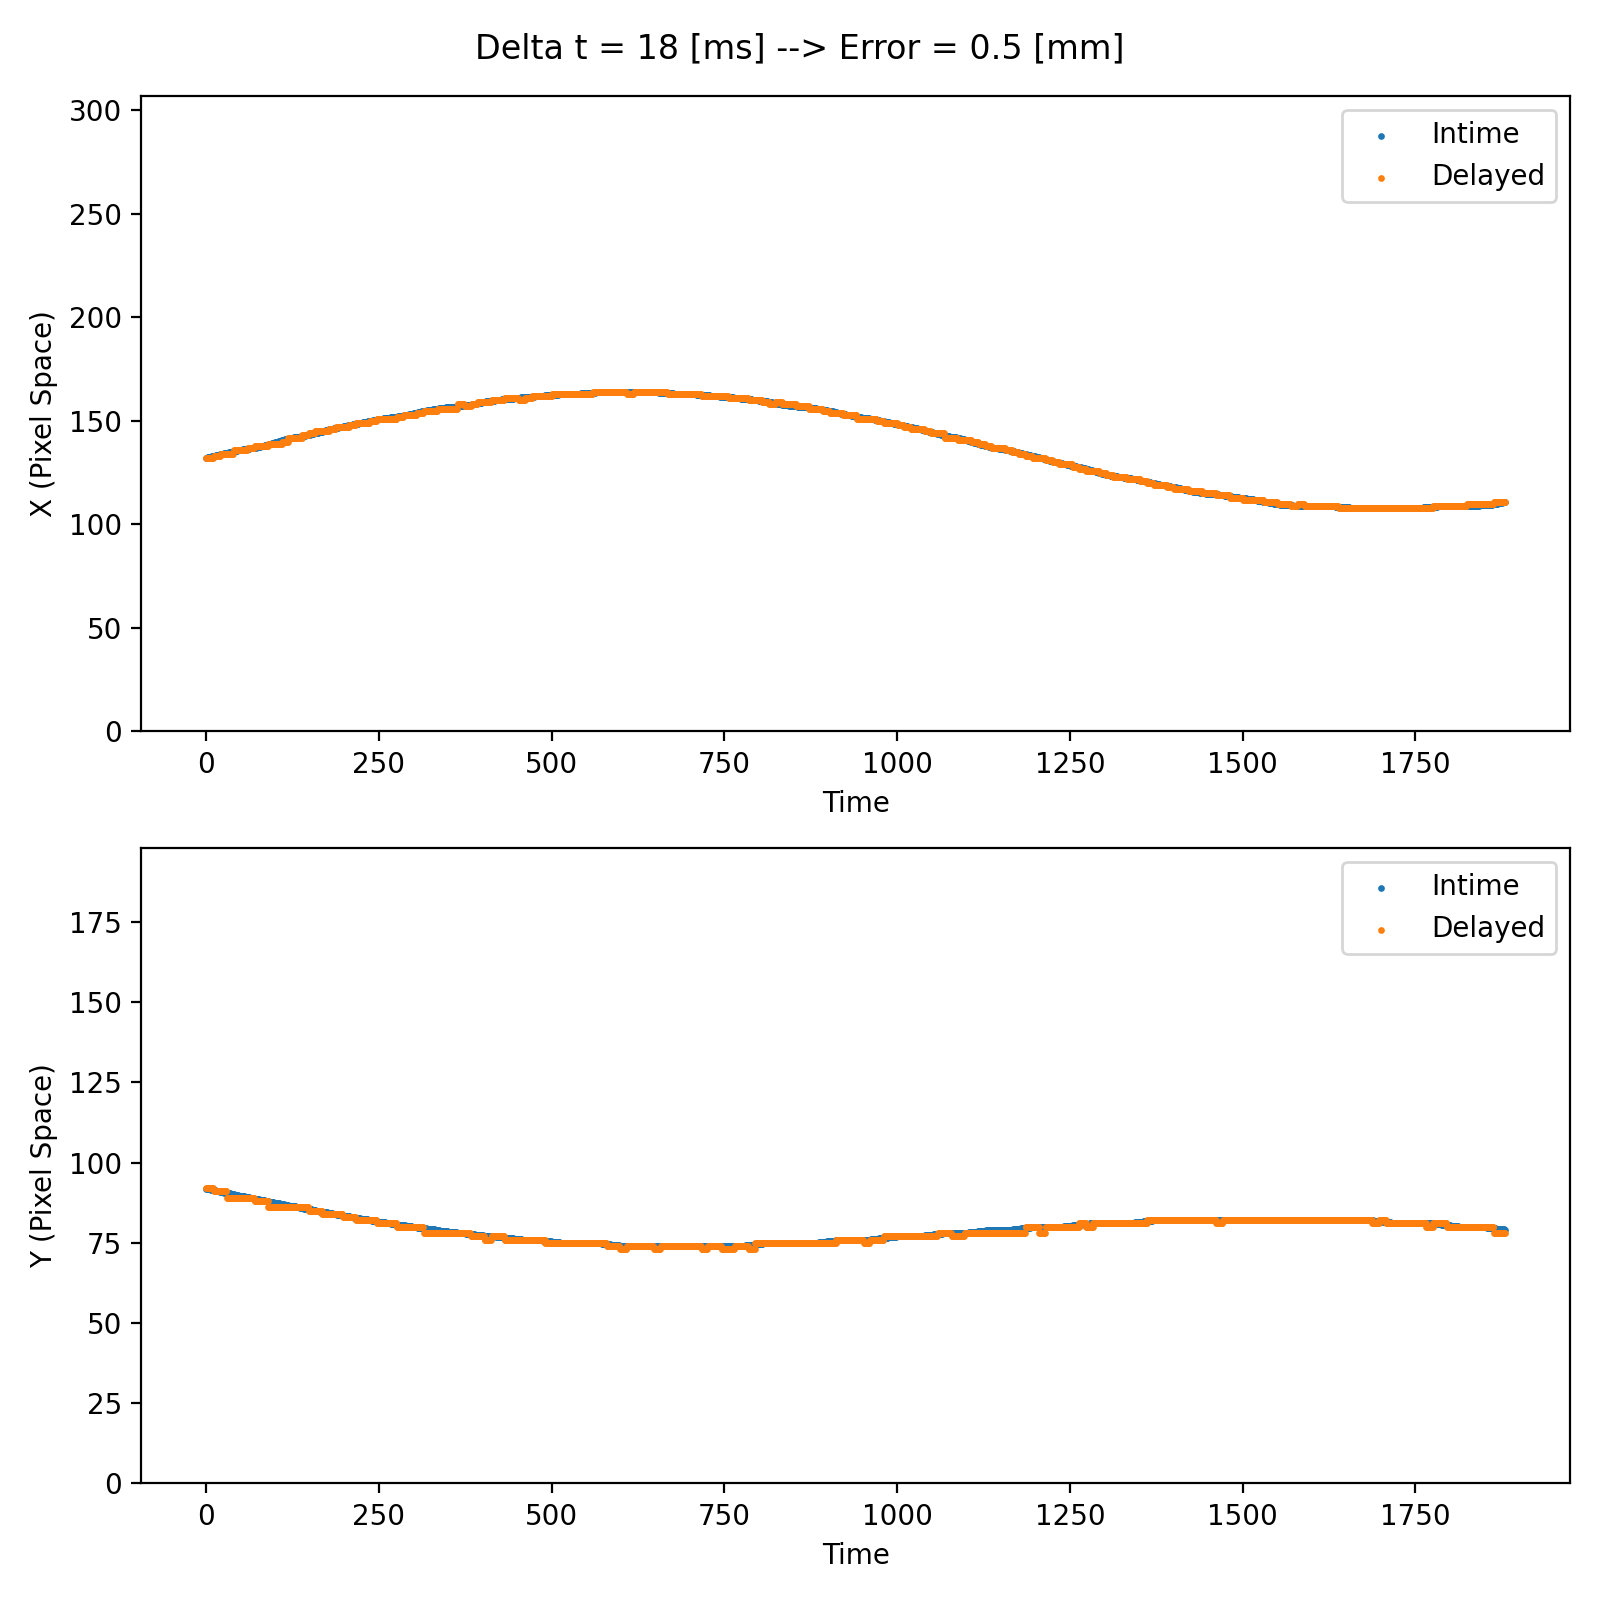 Delta t = 18 [ms] --> Error = 0.5 [mm]
300
250
200
150
100
50
0
X (Pixel Space)
Intime
Delayed
0 250 500 750 1000 1250 1500 1750
Time
175
150
125
100
75
50
25
0
Y (Pixel Space)
Intime
Delayed
0 250 500 750 1000 1250 1500 1750
Time